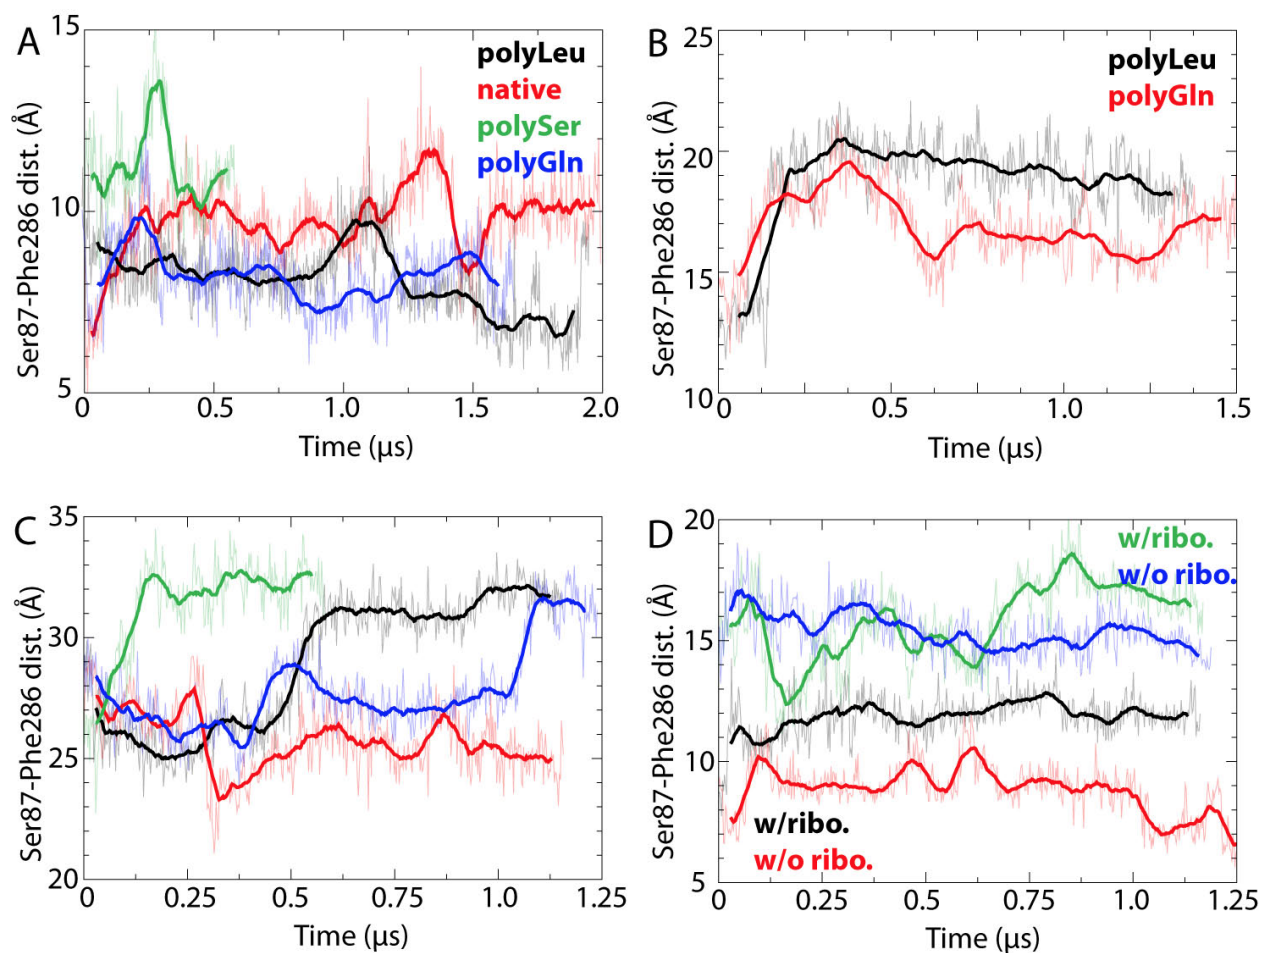 A
15
10
5
Ser87-Phe286 dist. (Å)
polyLeu
native
polySer
polyGln
0 0.5 1.0 1.5 2.0
Time (μs)
B
25
20
15
10
Ser87-Phe286 dist. (Å)
polyLeu
polyGln
0 0.5 1.0 1.5
Time (μs)
C
35
30
25
20
Ser87-Phe286 dist. (Å)
0 0.25 0.5 0.75 1.0 1.25
Time (μs)
D
20
15
10
5
Ser87-Phe286 dist. (Å)
w/ribo.
w/o ribo.
w/ribo.
w/o ribo.
0 0.25 0.5 0.75 1.0 1.25
Time (μs)